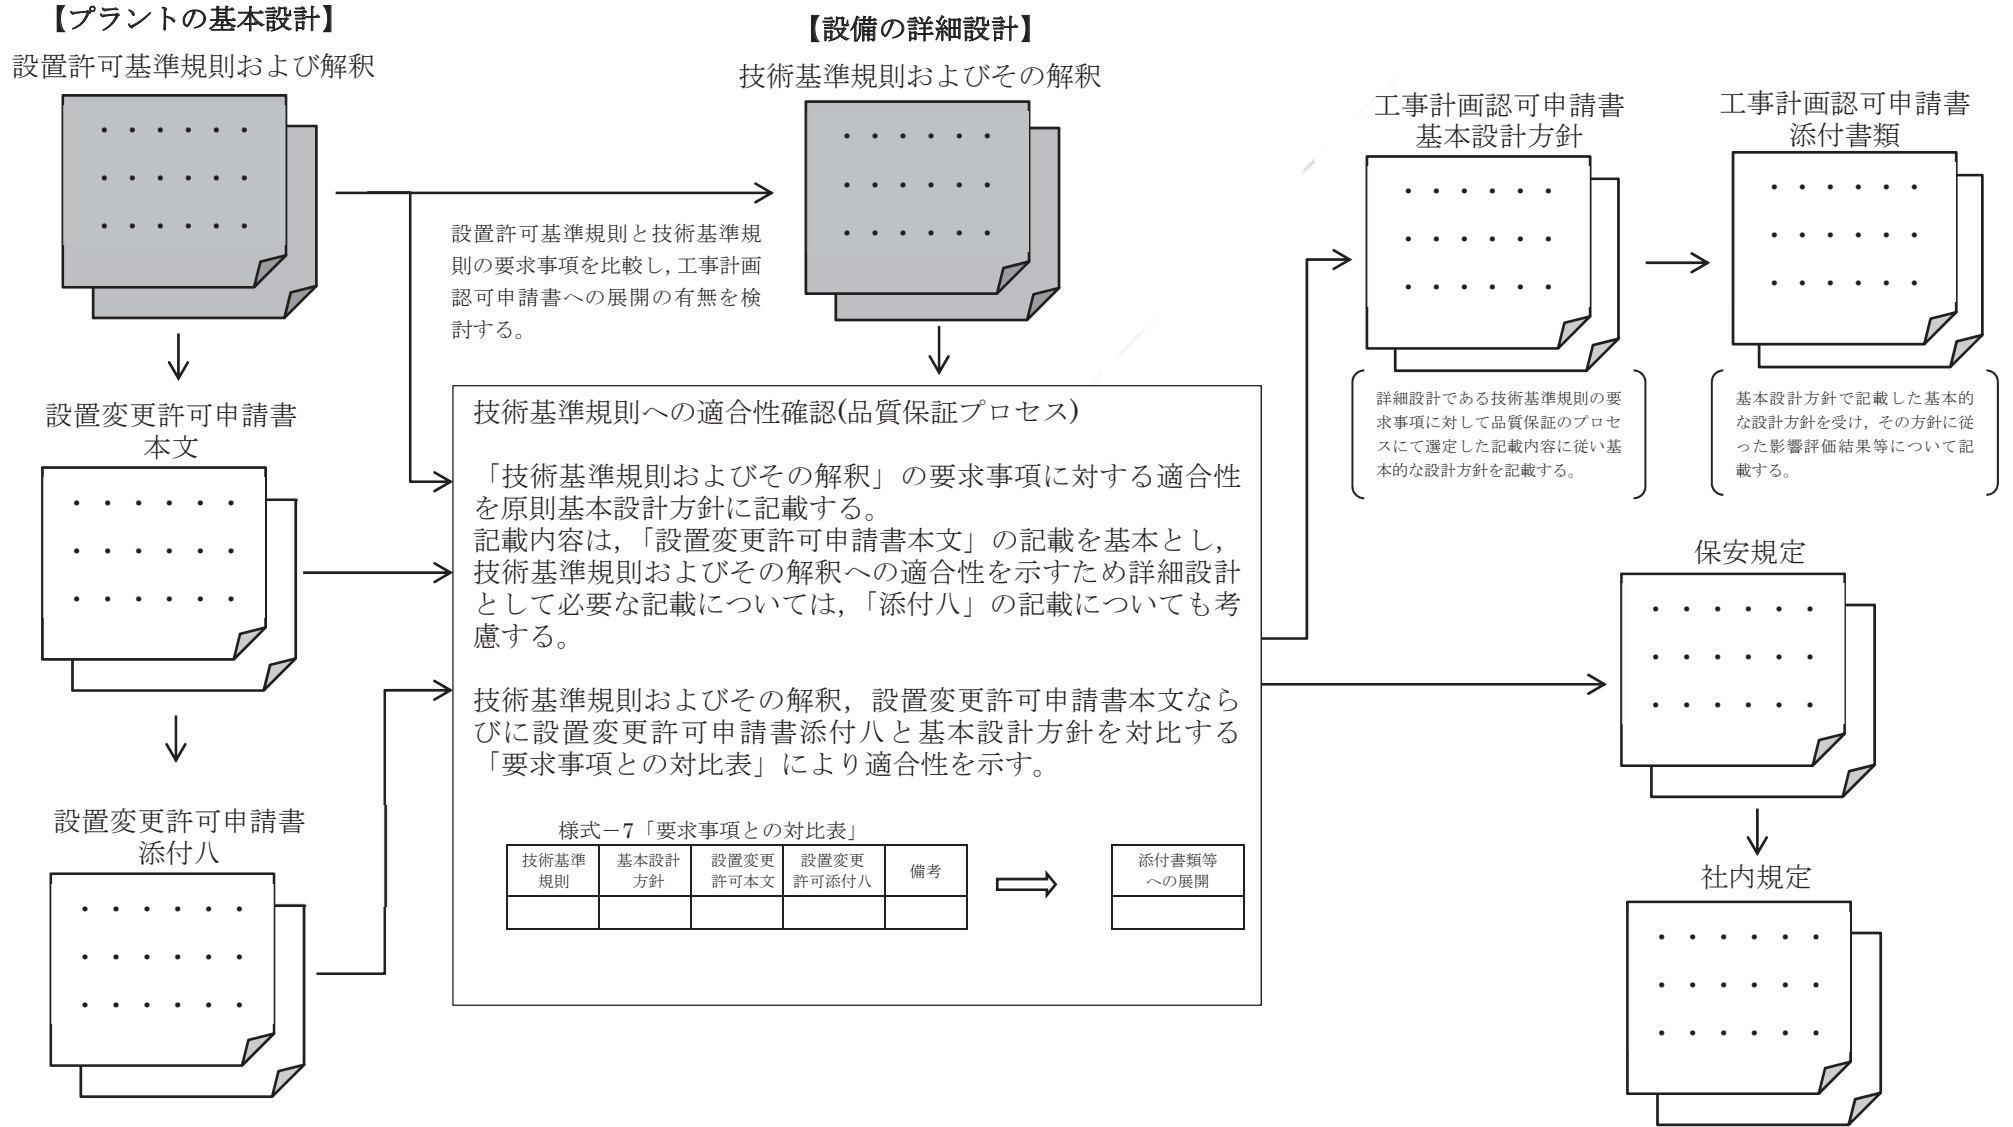 【プラントの基本設計】
設置許可基準規則および解釈
【設備の詳細設計】
技術基準規則およびその解釈
設置許可基準規則と技術基準規
則の要求事項を比較し,工事計画
認可申請書への展開の有無を検
討する。
工事計画認可申請書
基本設計方針
工事計画認可申請書
添付書類
詳細設計である技術基準規則の要
求事項に対して品質保証のプロセ
スにて選定した記載内容に従い基
本的な設計方針を記載する。
基本設計方針で記載した基本的
な設計方針を受け,その方針に従
った影響評価結果等について記
載する。
設置変更許可申請書
本文
設置変更許可申請書
添付八
技術基準規則への適合性確認(品質保証プロセス)
「技術基準規則およびその解釈」の要求事項に対する適合性
を原則基本設計方針に記載する。
記載内容は,「設置変更許可申請書本文」の記載を基本とし,
技術基準規則およびその解釈への適合性を示すため詳細設計
として必要な記載については,「添付八」の記載についても考
慮する。
技術基準規則およびその解釈,設置変更許可申請書本文なら
びに設置変更許可申請書添付八と基本設計方針を対比する
「要求事項との対比表」により適合性を示す。
様式－7「要求事項との対比表」
技術基準
規則
基本設計
方針
設置変更
許可本文
設置変更
許可添付八
備考
添付書類等
への展開
保安規定
社内規定